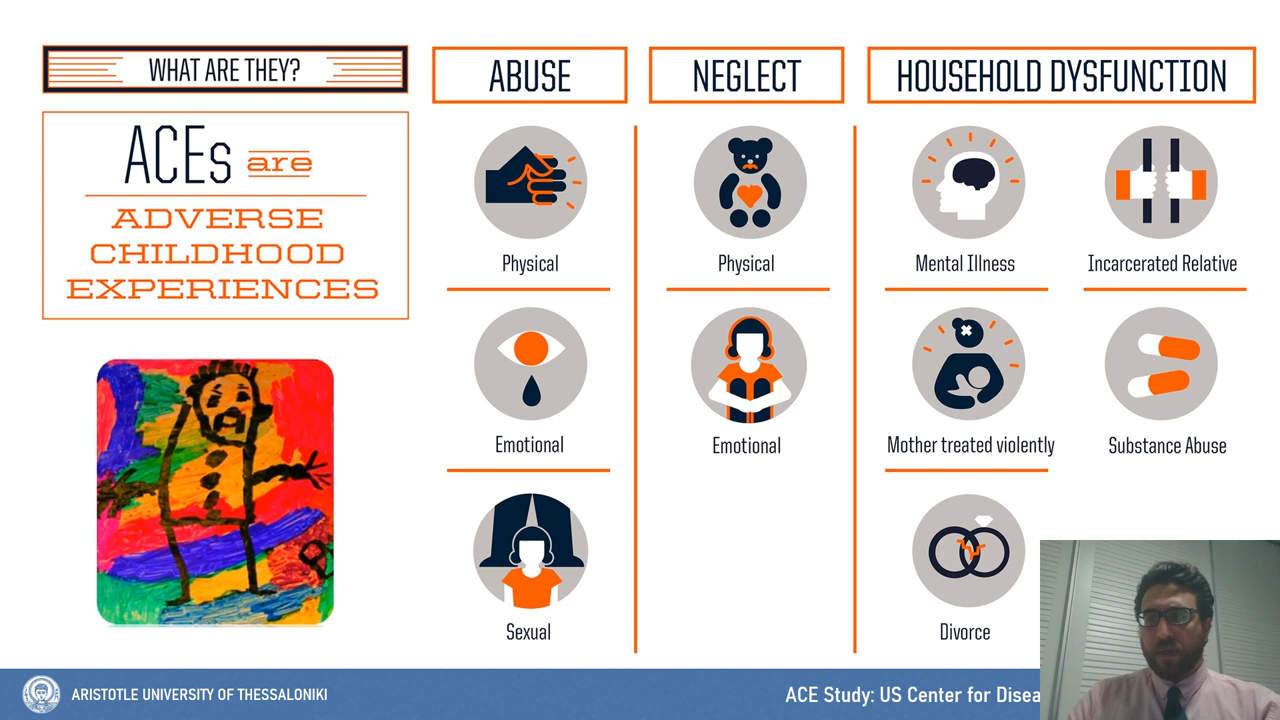 WHAT ARE THEY?
ACEs are
ADVERSE
CHILDHOOD
EXPERIENCES
ABUSE
Physical
Emotional
Sexual
NEGLECT
Physical
Emotional
HOUSEHOLD DYSFUNCTION
Mental Illness
Incarcerated Relative
Mother treated violently
Substance Abuse
Divorce
ARISTOTLE UNIVERSITY OF THESSALONIKI
ACE Study: US Center for